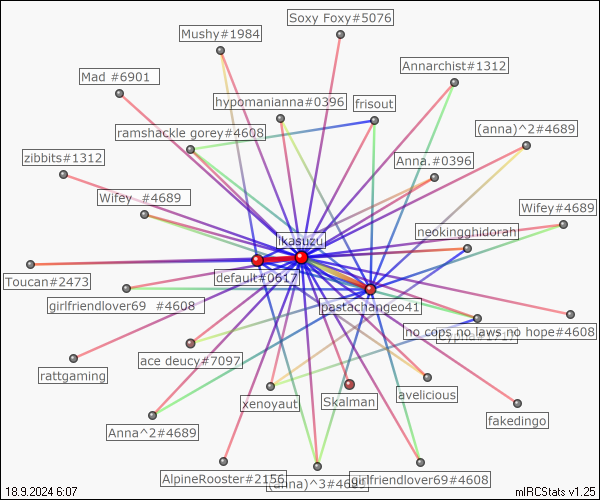 Soxy Foxy#5076
Mushy#1984
Annarchist#1312
Mad #6901
hypomanianna#0396
frisout
ramshackle gorey#4608
(anna)^2#4689
zibbits#1312
Anna.#0396
Wifey #4689
Wifey#4689
neokingghidorah
ikasuzu
Toucan#2473
default#0617
girlfriendlover69 #4608
pastachangeo41
no cops no laws no hope#4608
ace deucy#7097
rattgaming
xenoyaut
Skalman
avelicious
fakedingo
Anna^2#4689
AlpineRooster#2156
(anna)^3#4689
girlfriendlover69#4608
18.9.2024 6:07
mIRCStats v1.25